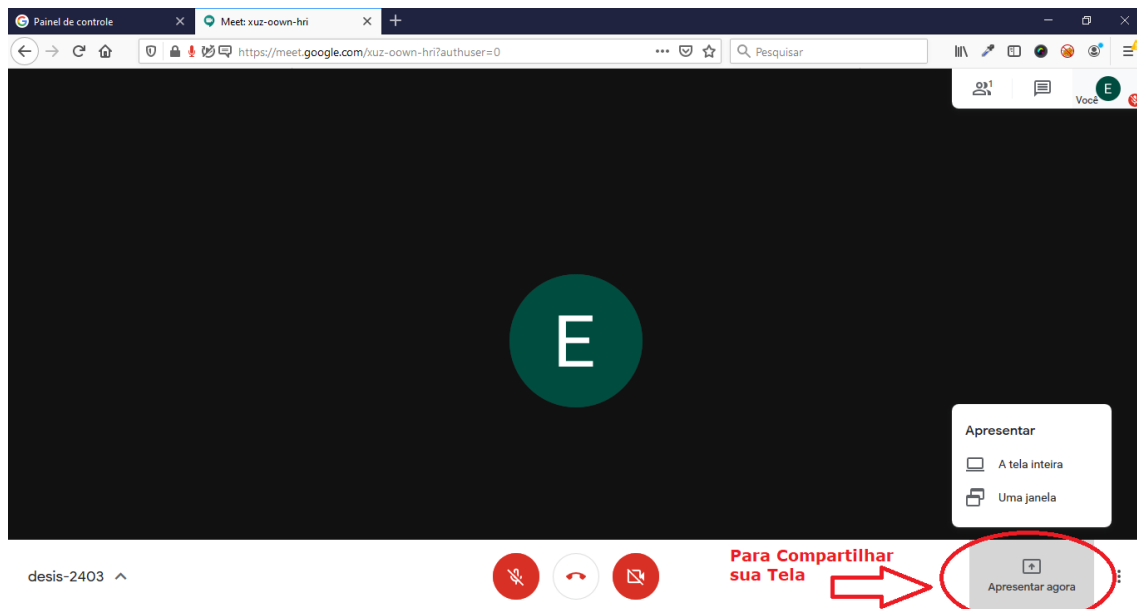 Painel de controle
Meet: xuz-oown-hri
https://meet.google.com/xuz-oown-hri?authuser=0
Pesquisar
1
E
Você
E
Apresentar
A tela inteira
Uma janela
desis-2403
Para Compartilhar
sua Tela
Apresentar agora